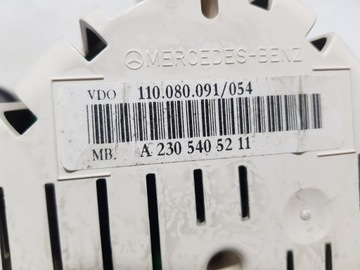 MERCEDES-BENZ
VDO 110.080.091/054
MB. A 230 540 52 11